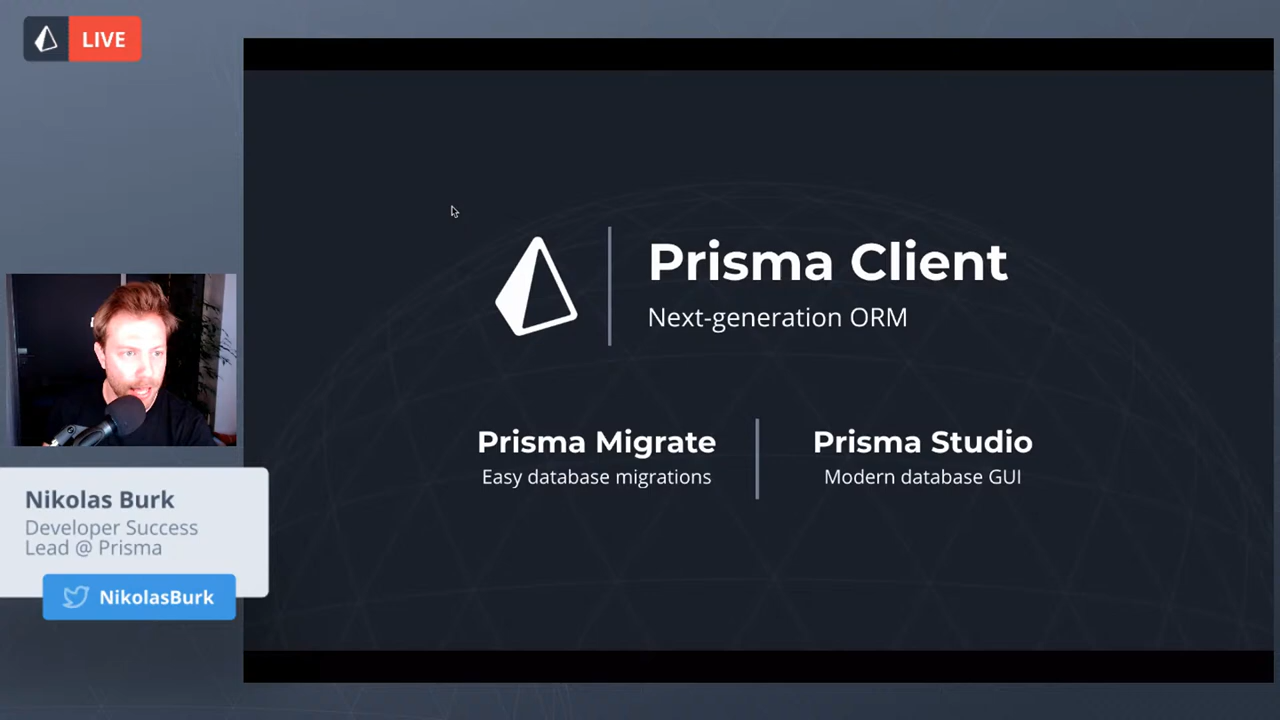 LIVE
Prisma Client
Next-generation ORM
Prisma Migrate
Easy database migrations
Prisma Studio
Modern database GUI
Nikolas Burk
Developer Success
Lead @ Prisma
NikolasBurk